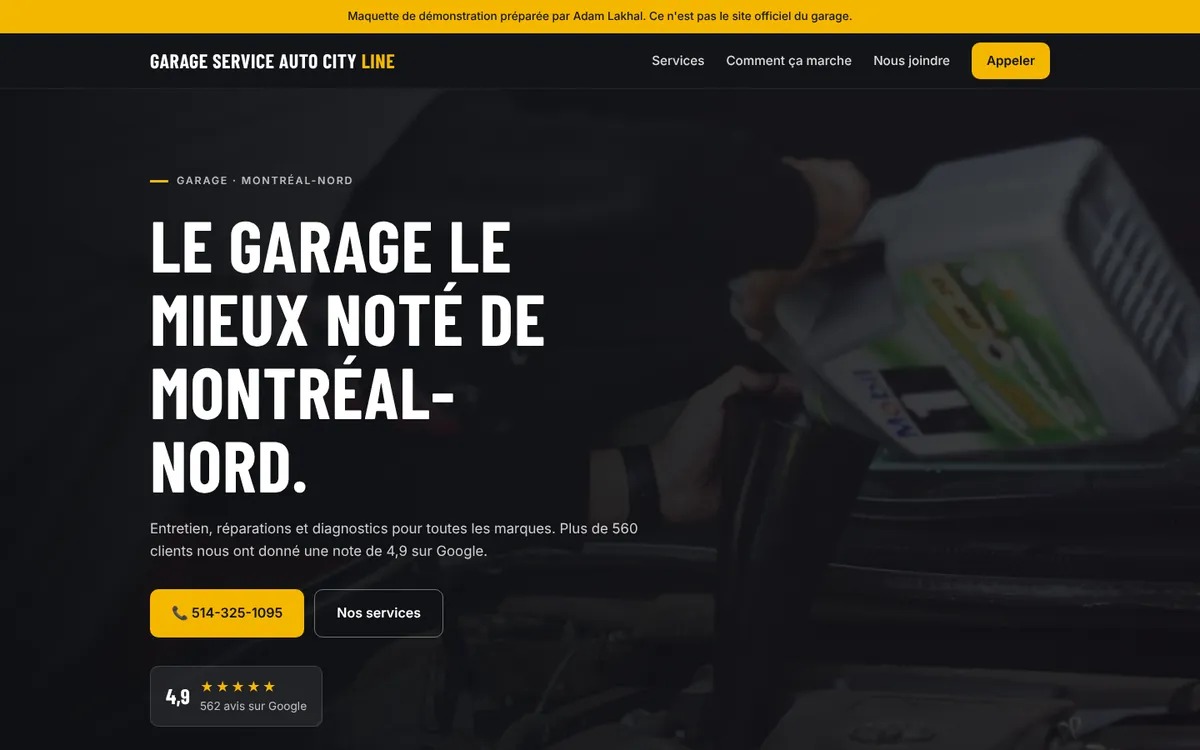 Maquette de démonstration préparée par Adam Lakhal. Ce n'est pas le site officiel du garage.
GARAGE SERVICE AUTO CITY LINE
Services
Comment ça marche
Nous joindre
Appeler
GARAGE · MONTRÉAL-NORD
LE GARAGE LE
MIEUX NOTÉ DE
MONTRÉAL-
NORD.
Entretien, réparations et diagnostics pour toutes les marques. Plus de 560
clients nous ont donné une note de 4,9 sur Google.
514-325-1095
Nos services
4,9
★★★★★
562 avis sur Google
Mobil 1